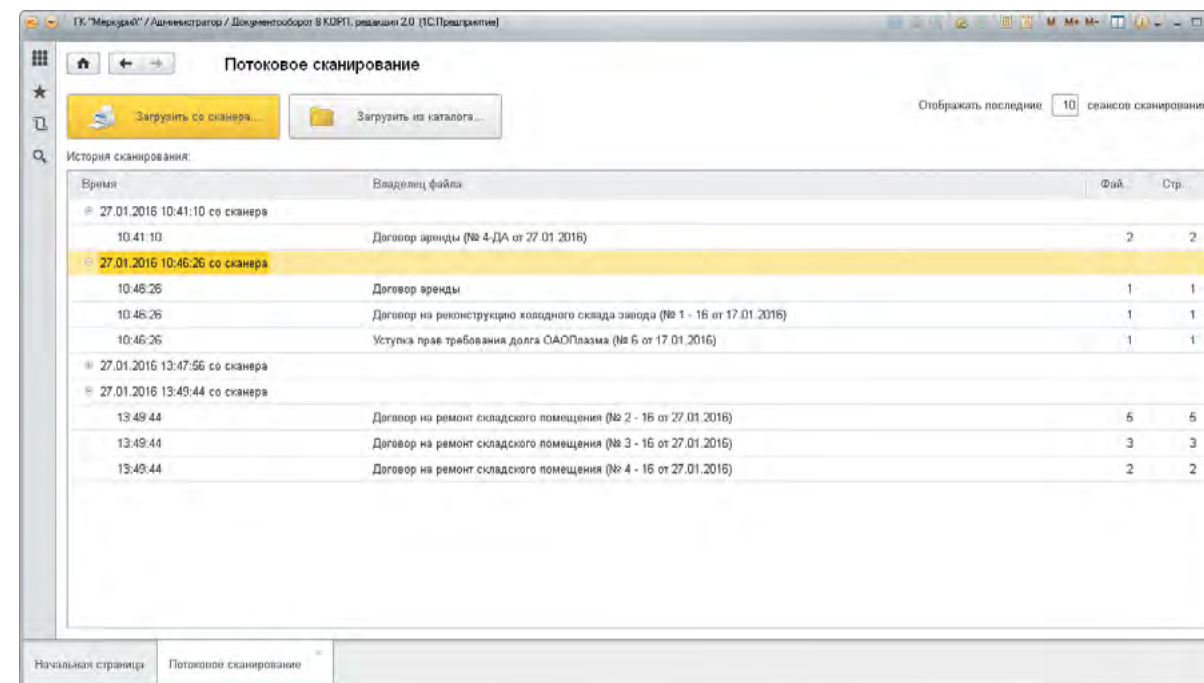 ГК "Меркурий" / Администратор / Документооборот 8 КОРП, редакция 2.0 (1С:Предприятие) M M+ M-
Потоковое сканирование
Загрузить со сканера... Загрузить из каталога... Отображать последние 10 сеансов сканирования
История сканирования:
Время Владелец файла Фай... Стр...
27.01.2016 10:41:10 со сканера
10:41:10 Договор аренды (№ 4-ДА от 27.01.2016) 2 2
27.01.2016 10:46:26 со сканера
10:46:26 Договор аренды 1 1
10:46:26 Договор на реконструкцию холодного склада завода (№ 1 - 16 от 17.01.2016) 1 1
10:46:26 Уступка прав требования долга ОАОПлазма (№ 6 от 17.01.2016) 1 1
27.01.2016 13:47:56 со сканера
27.01.2016 13:49:44 со сканера
13:49:44 Договор на ремонт складского помещения (№ 2 - 16 от 27.01.2016) 5 5
13:49:44 Договор на ремонт складского помещения (№ 3 - 16 от 27.01.2016) 3 3
13:49:44 Договор на ремонт складского помещения (№ 4 - 16 от 27.01.2016) 2 2
Начальная страница Потоковое сканирование